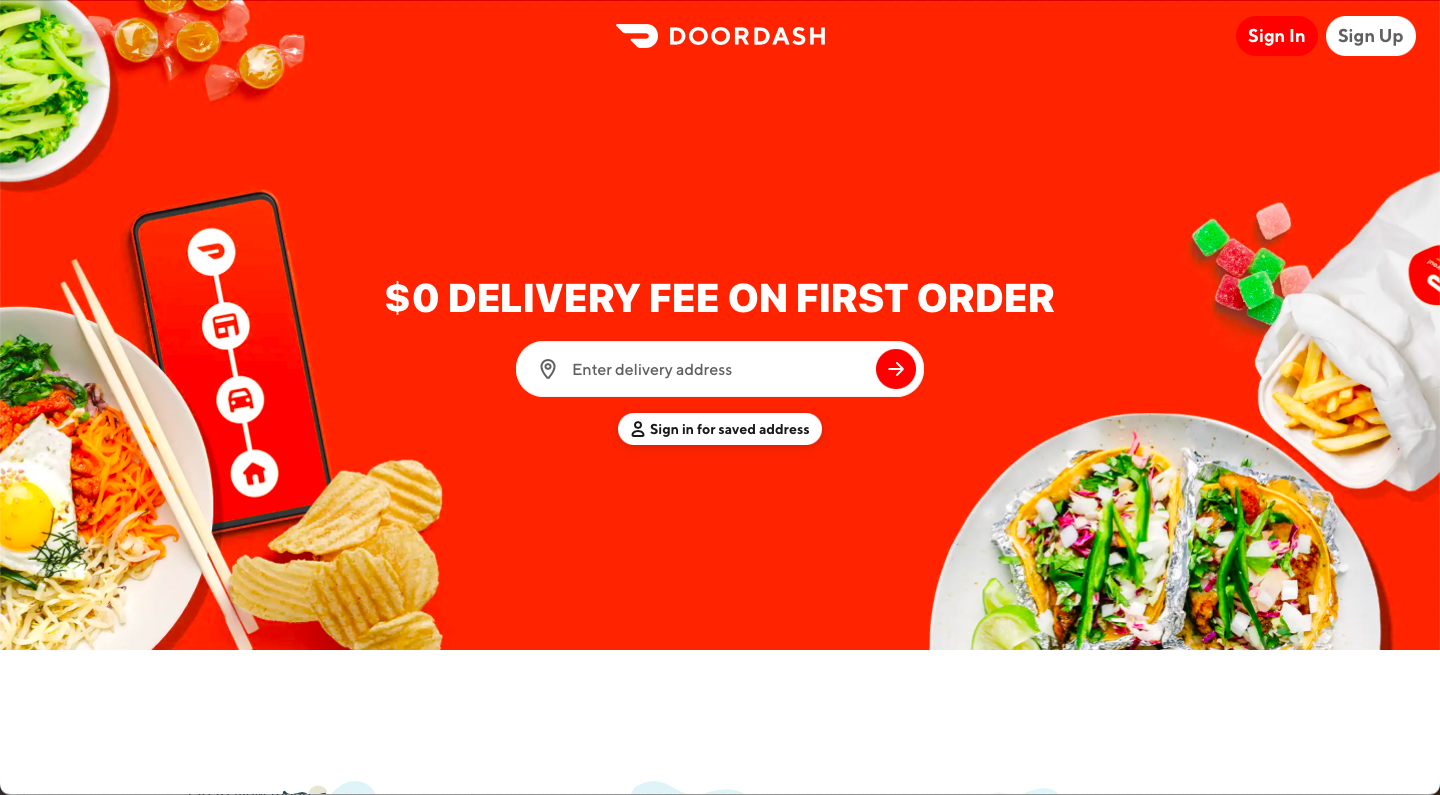 DOORDASH
Sign In
Sign Up
$0 DELIVERY FEE ON FIRST ORDER
Enter delivery address
Sign in for saved address